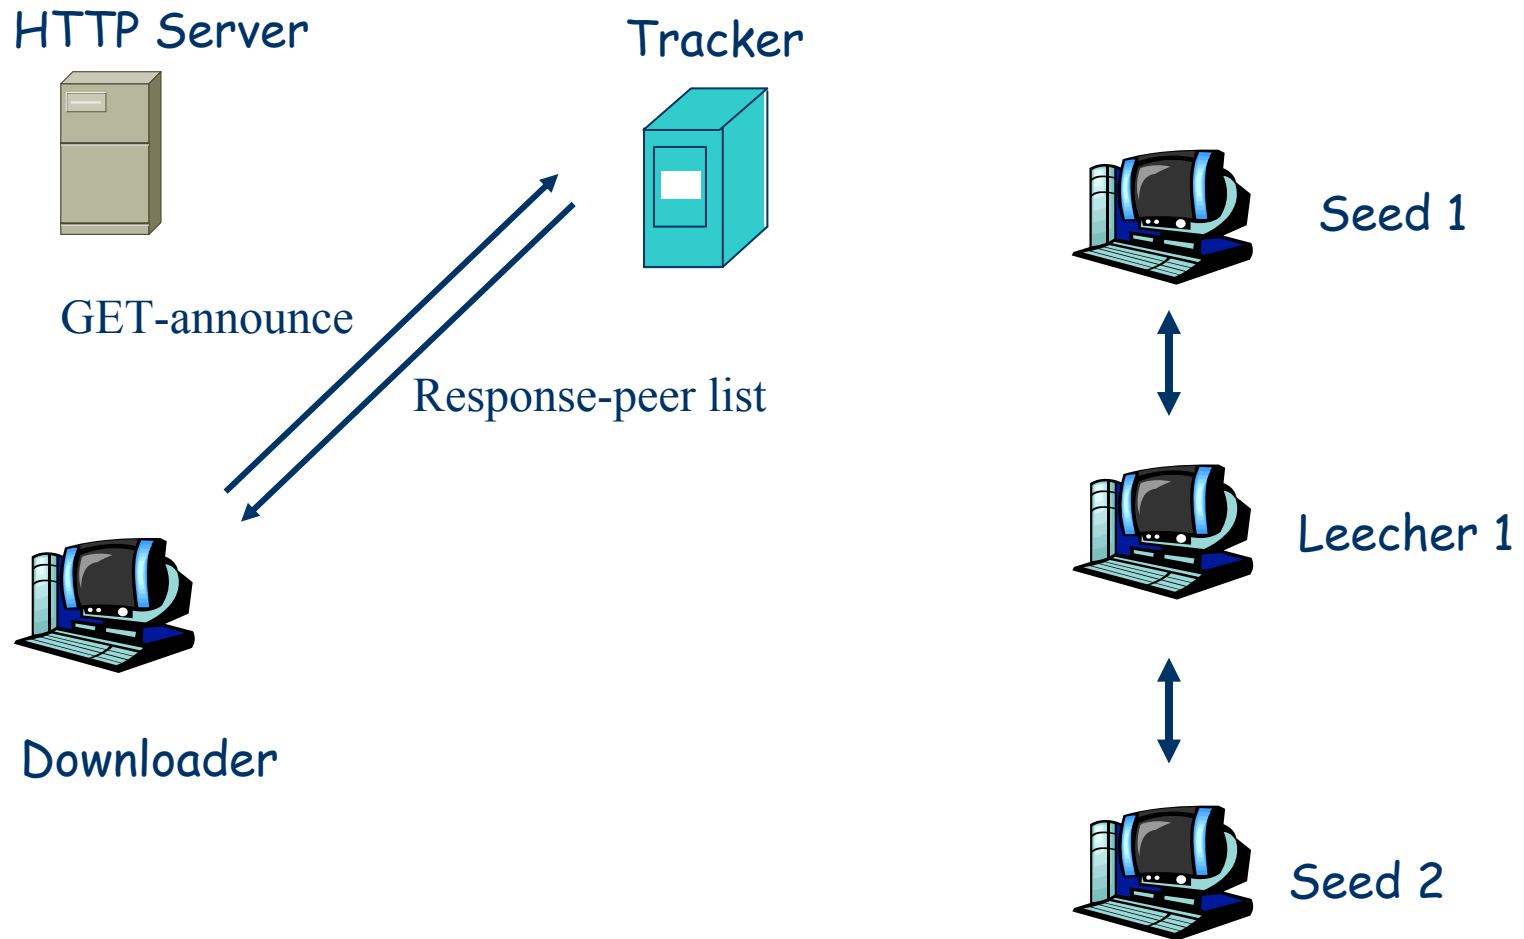 HTTP Server
Tracker
Seed 1
GET-announce
Response-peer list
Leecher 1
Downloader
Seed 2